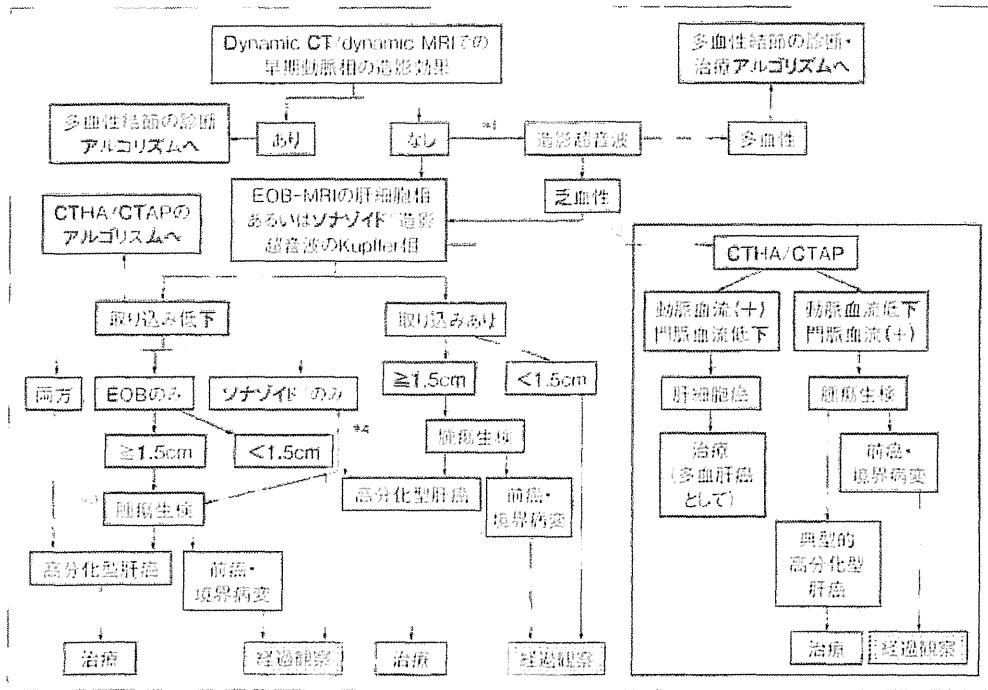 Dynamic CT/dynamic MRIでの
早期動脈相の造影効果
多血性結節の診断・
治療アルゴリズムへ
多血性結節の診断
アルゴリズムへ
あり
なし
造影超音波
多血性
乏血性
CTHA/CTAPの
アルゴリズムへ
EOB-MRIの肝細胞相
あるいはソナゾイド 造影
超音波のKupffer相
取り込み低下
取り込みあり
両方
EOBのみ
ソナゾイド のみ
≧1.5cm
<1.5cm
≧1.5cm
<1.5cm
*4
腫瘍生検
腫瘍生検
高分化型肝癌
前癌・
境界病変
高分化型肝癌
前癌・
境界病変
治療
経過観察
治療
経過観察
CTHA/CTAP
動脈血流(+)
門脈血流低下
動脈血流低下
門脈血流(+)
肝細胞癌
腫瘍生検
治療
(多血肝癌
として)
前癌・
境界病変
典型的
高分化型
肝癌
治療
経過観察